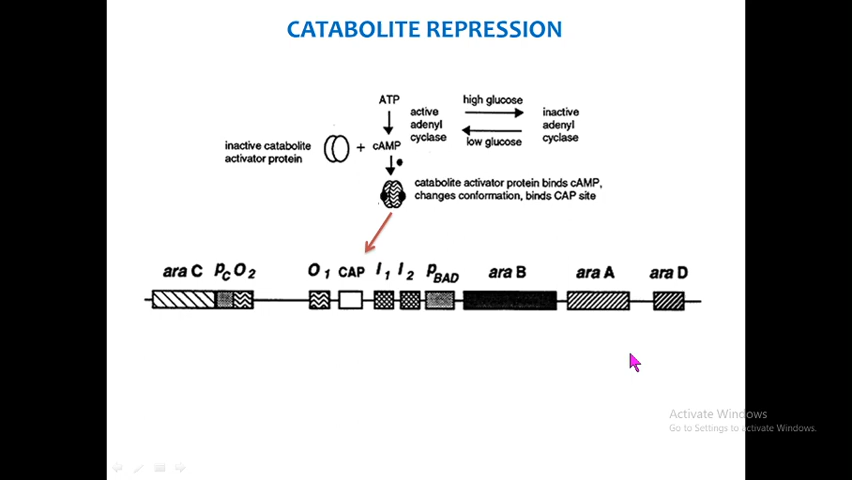 CATABOLITE REPRESSION
ATP
active
adenyl
cyclase
high glucose
low glucose
inactive
adenyl
cyclase
inactive catabolite
activator protein
+
cAMP
catabolite activator protein binds cAMP,
changes conformation, binds CAP site
ara C PC O2 O1 CAP I1 I2 PBAD ara B ara A ara D
Activate Windows
Go to Settings to activate Windows.